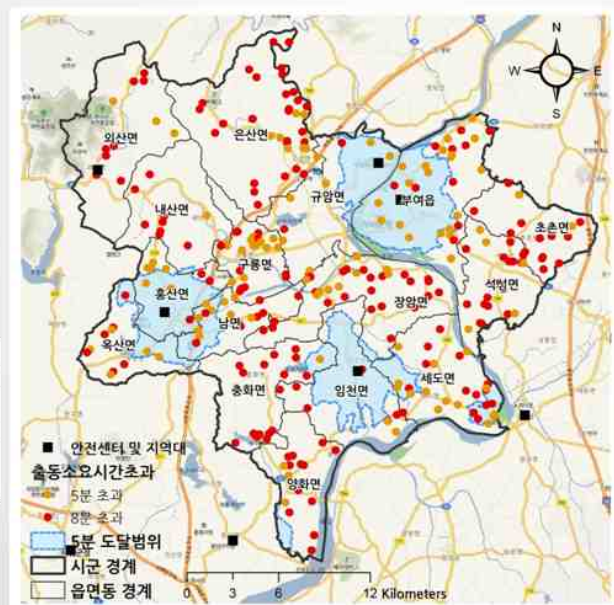 N
W E
S
외산면
은산면
규암면
부여읍
내산면
초촌면
구룡면
석성면
홍산면
장암면
남면
옥산면
세도면
충화면
임천면
양화면
안전센터 및 지역대
출동소요시간초과
5분 초과
8분 초과
5분 도달범위
시군 경계
읍면동 경계
0 3 6 12 Kilometers